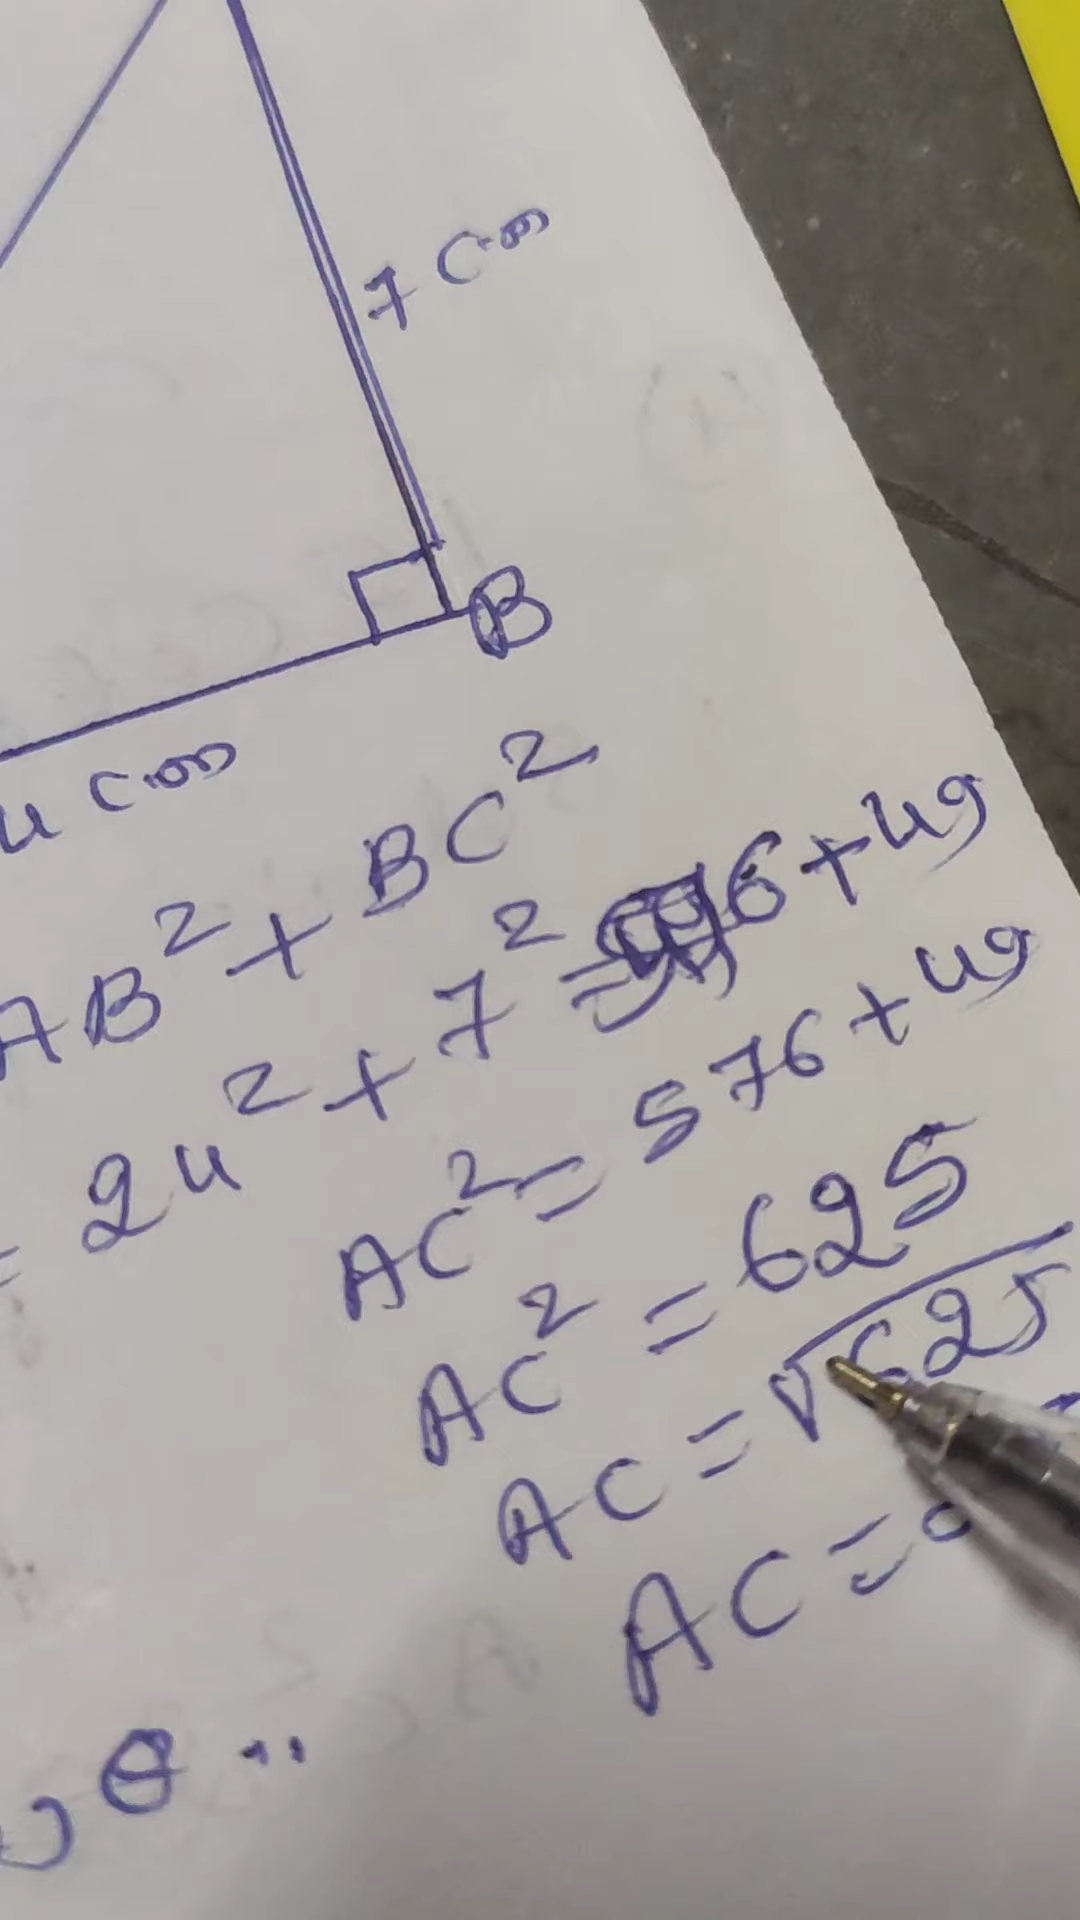 7 cm
B
4 cm
AB² + BC²
= 24² + 7² = 576 + 49
AC² = 576 + 49
AC² = 625
AC = √625
AC =
θ ..